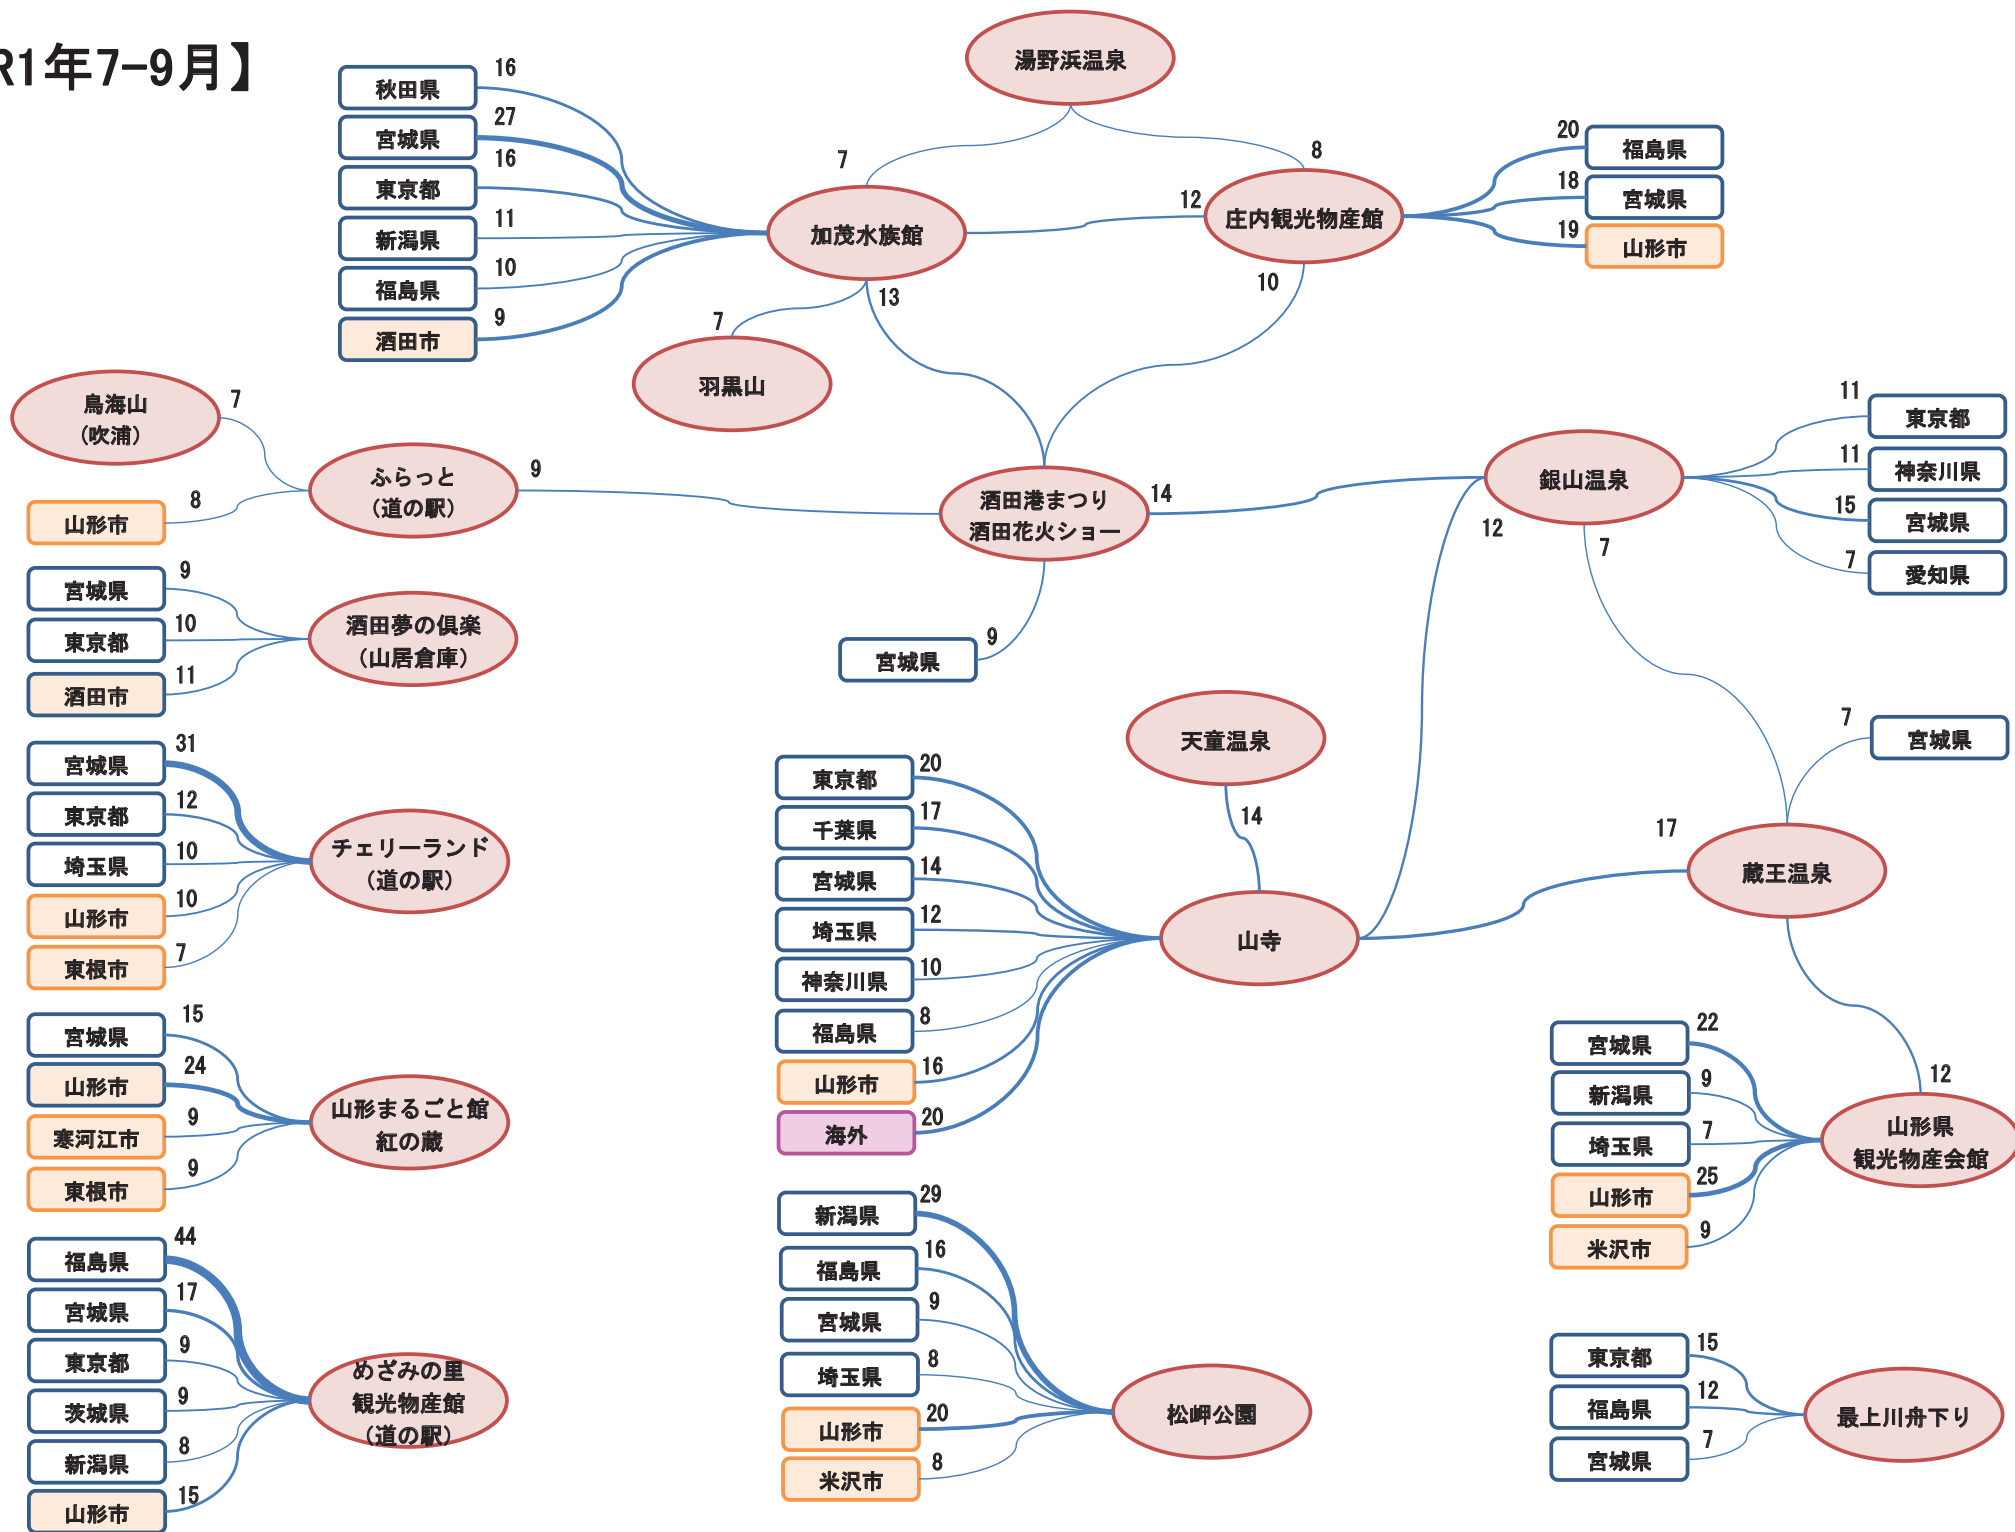 R1年7-9月】
湯野浜温泉
秋田県
16
宮城県
27
東京都
16
新潟県
11
福島県
10
酒田市
9
加茂水族館
7
8
12
庄内観光物産館
20
福島県
18
宮城県
19
山形市
13
10
7
羽黒山
鳥海山
(吹浦)
7
山形市
8
ふらっと
(道の駅)
9
酒田港まつり
酒田花火ショー
14
銀山温泉
12
7
11
東京都
11
神奈川県
15
宮城県
7
愛知県
宮城県
9
宮城県
9
東京都
10
酒田市
11
酒田夢の倶楽
(山居倉庫)
宮城県
31
東京都
12
埼玉県
10
山形市
10
東根市
7
チェリーランド
(道の駅)
天童温泉
14
東京都
20
千葉県
17
宮城県
14
埼玉県
12
神奈川県
10
福島県
8
山形市
16
海外
20
山寺
17
7
宮城県
蔵王温泉
12
宮城県
15
山形市
24
寒河江市
9
東根市
9
山形まるごと館
紅の蔵
宮城県
22
新潟県
9
埼玉県
7
山形市
25
米沢市
9
山形県
観光物産会館
福島県
44
宮城県
17
東京都
9
茨城県
9
新潟県
8
山形市
15
めざみの里
観光物産館
(道の駅)
新潟県
29
福島県
16
宮城県
9
埼玉県
8
山形市
20
米沢市
8
松岬公園
東京都
15
福島県
12
宮城県
7
最上川舟下り